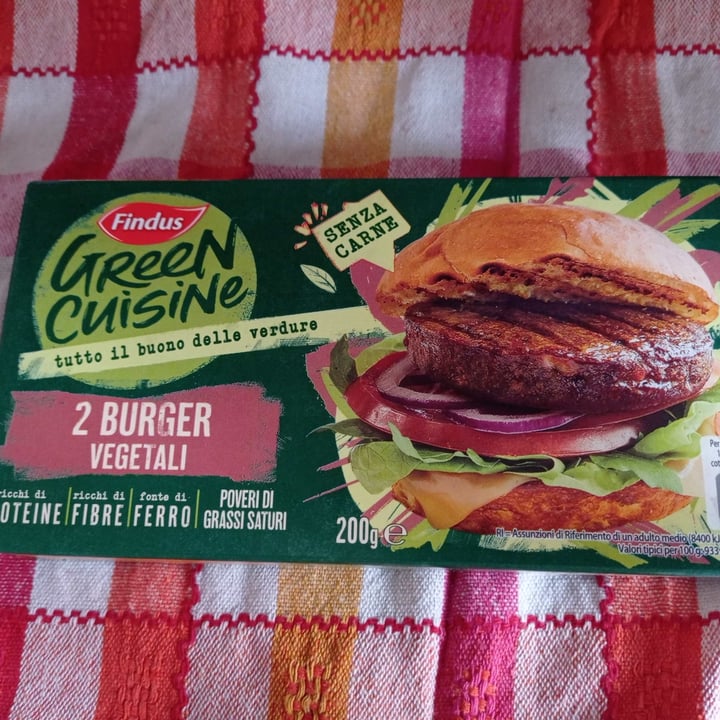 Findus
GREEN
CUISINE
tutto il buono delle verdure
SENZA
CARNE
2 BURGER
VEGETALI
ricchi di
OTEINE
ricchi di
FIBRE
fonte di
FERRO
POVERI DI
GRASSI SATURI
200g e
Per
RI = Assunzioni di Riferimento di un adulto medio (8400 kJ
Valori tipici per 100 g: 933